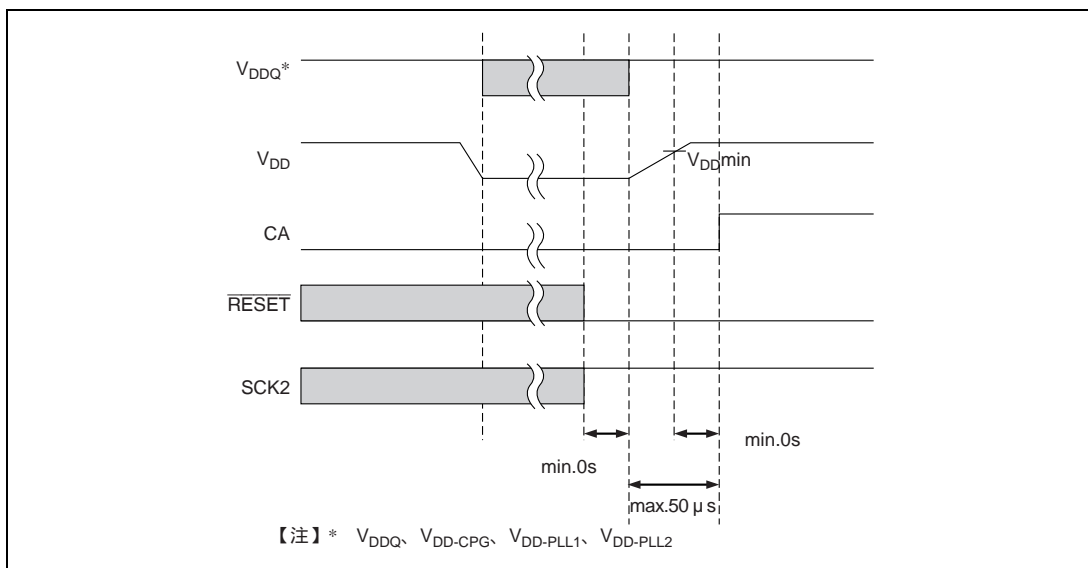 VDDQ*
VDD
VDDmin
CA
RESET
SCK2
min.0s
min.0s
max.50 μs
【注】* VDDQ、VDD-CPG、VDD-PLL1、VDD-PLL2